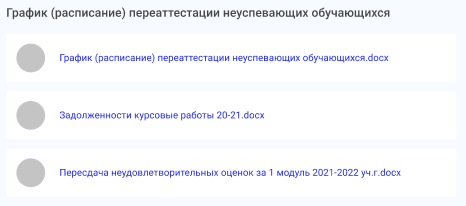 График (расписание) переаттестации неуспевающих обучающихся
График (расписание) переаттестации неуспевающих обучающихся.docx
Задолженности курсовые работы 20-21.docx
Пересдача неудовлетворительных оценок за 1 модуль 2021-2022 уч.г.docx